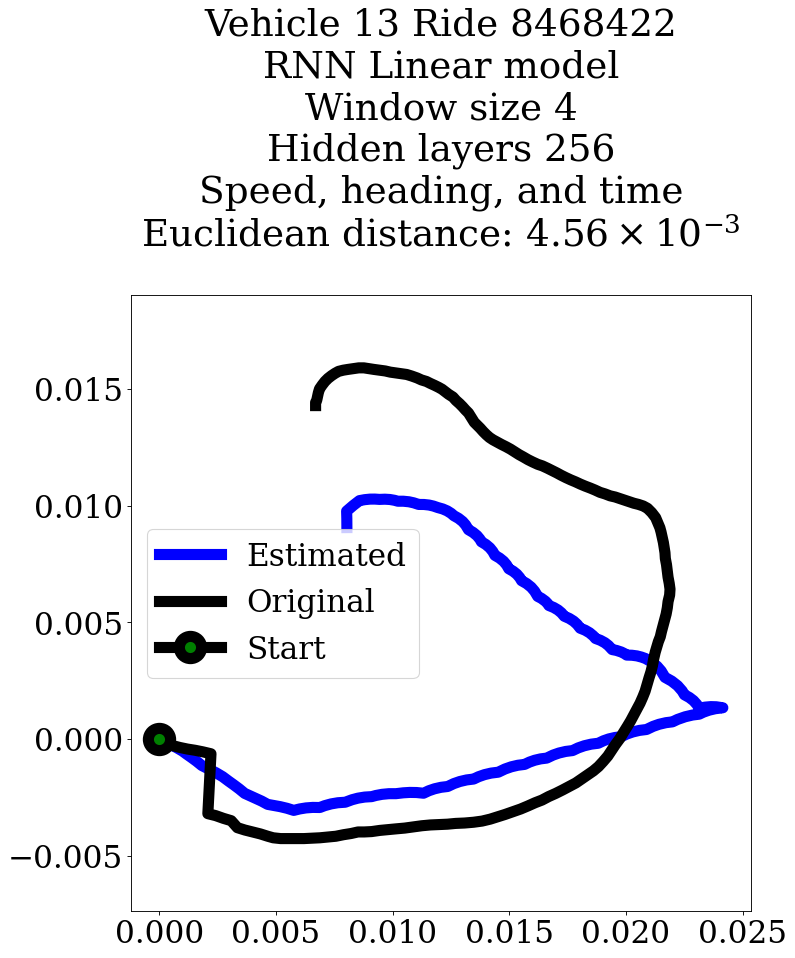 Vehicle 13 Ride 8468422
RNN Linear model
Window size 4
Hidden layers 256
Speed, heading, and time
Euclidean distance: 4.56 × 10⁻³
0.015
0.010
0.005
0.000
−0.005
Estimated
Original
Start
0.000 0.005 0.010 0.015 0.020 0.025